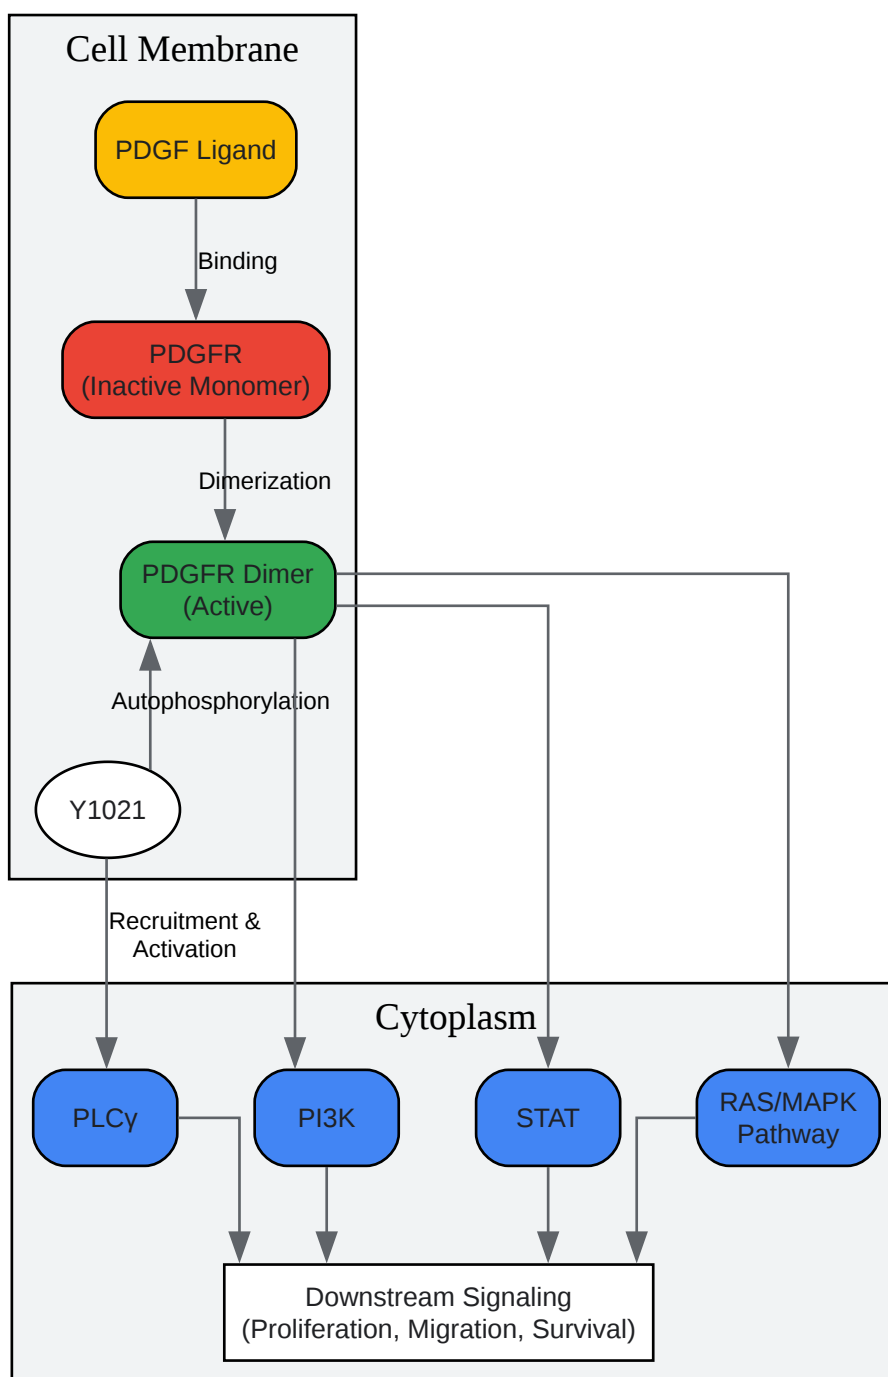 Cell Membrane
PDGF Ligand
Binding
PDGFR
(Inactive Monomer)
Dimerization
PDGFR Dimer
(Active)
Autophosphorylation
Y1021
Recruitment &
Activation
Cytoplasm
PLCγ
PI3K
STAT
RAS/MAPK
Pathway
Downstream Signaling
(Proliferation, Migration, Survival)